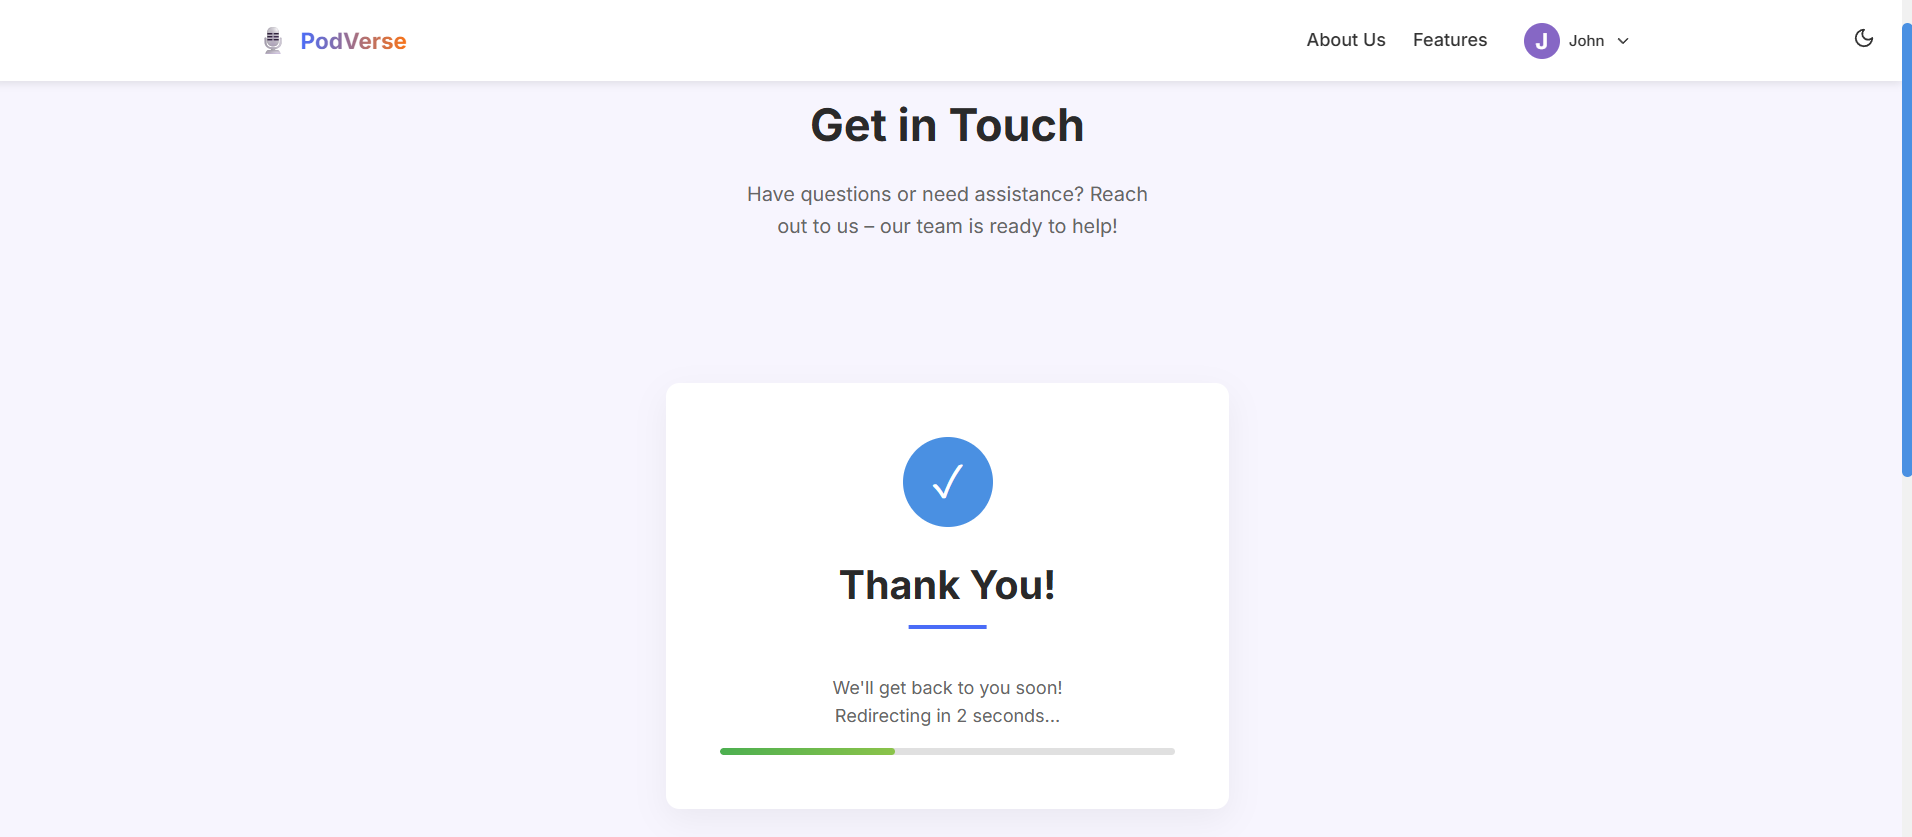 PodVerse
About Us
Features
J
John
Get in Touch
Have questions or need assistance? Reach
out to us – our team is ready to help!
Thank You!
We'll get back to you soon!
Redirecting in 2 seconds...